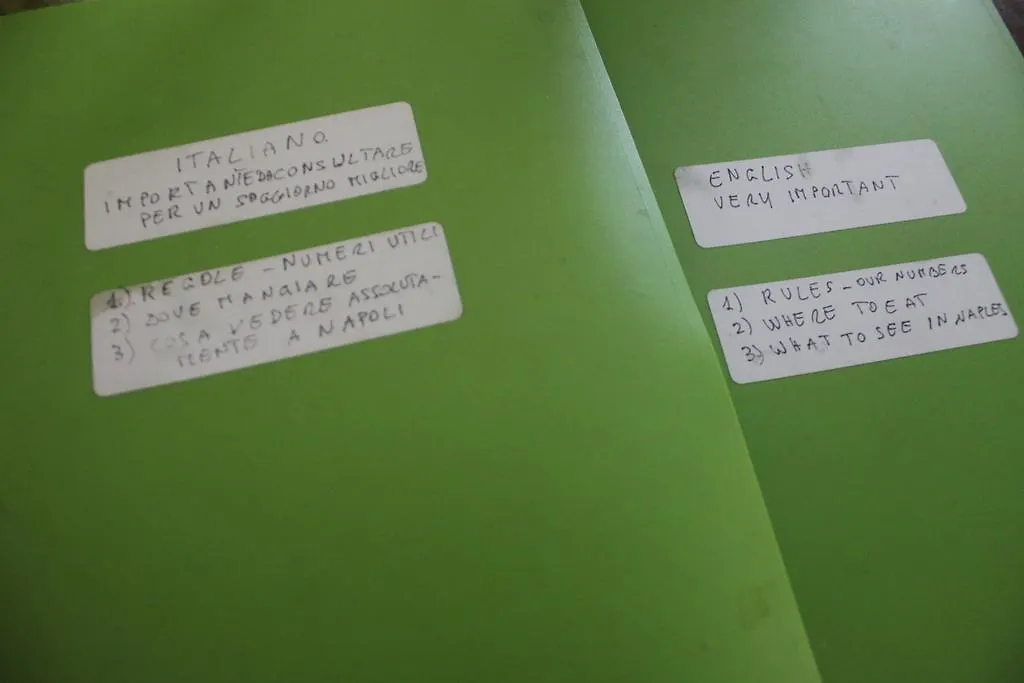 ITALIANO.
IMPORTANTE DA CONSULTARE
PER UN SOGGIORNO MIGLIORE
1) REGOLE - NUMERI UTILI
2) DOVE MANGIARE
3) COSA VEDERE ASSOLUTA-
MENTE A NAPOLI
ENGLISH
VERY IMPORTANT
1) RULES - OUR NUMBERS
2) WHERE TO EAT
3) WHAT TO SEE IN NAPLES